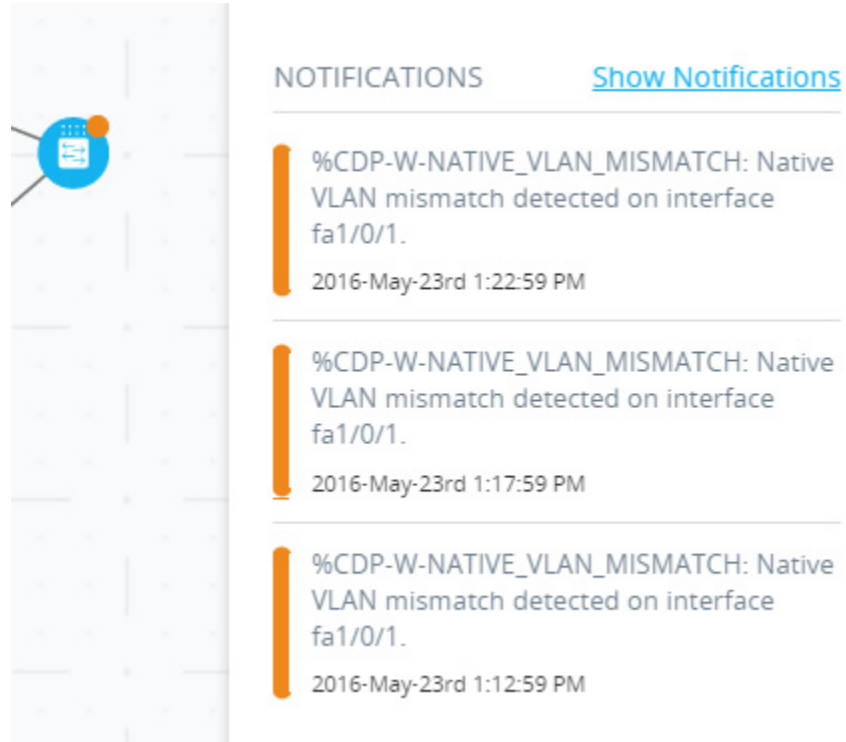 NOTIFICATIONS Show Notifications
%CDP-W-NATIVE_VLAN_MISMATCH: Native
VLAN mismatch detected on interface
fa1/0/1.
2016-May-23rd 1:22:59 PM
%CDP-W-NATIVE_VLAN_MISMATCH: Native
VLAN mismatch detected on interface
fa1/0/1.
2016-May-23rd 1:17:59 PM
%CDP-W-NATIVE_VLAN_MISMATCH: Native
VLAN mismatch detected on interface
fa1/0/1.
2016-May-23rd 1:12:59 PM